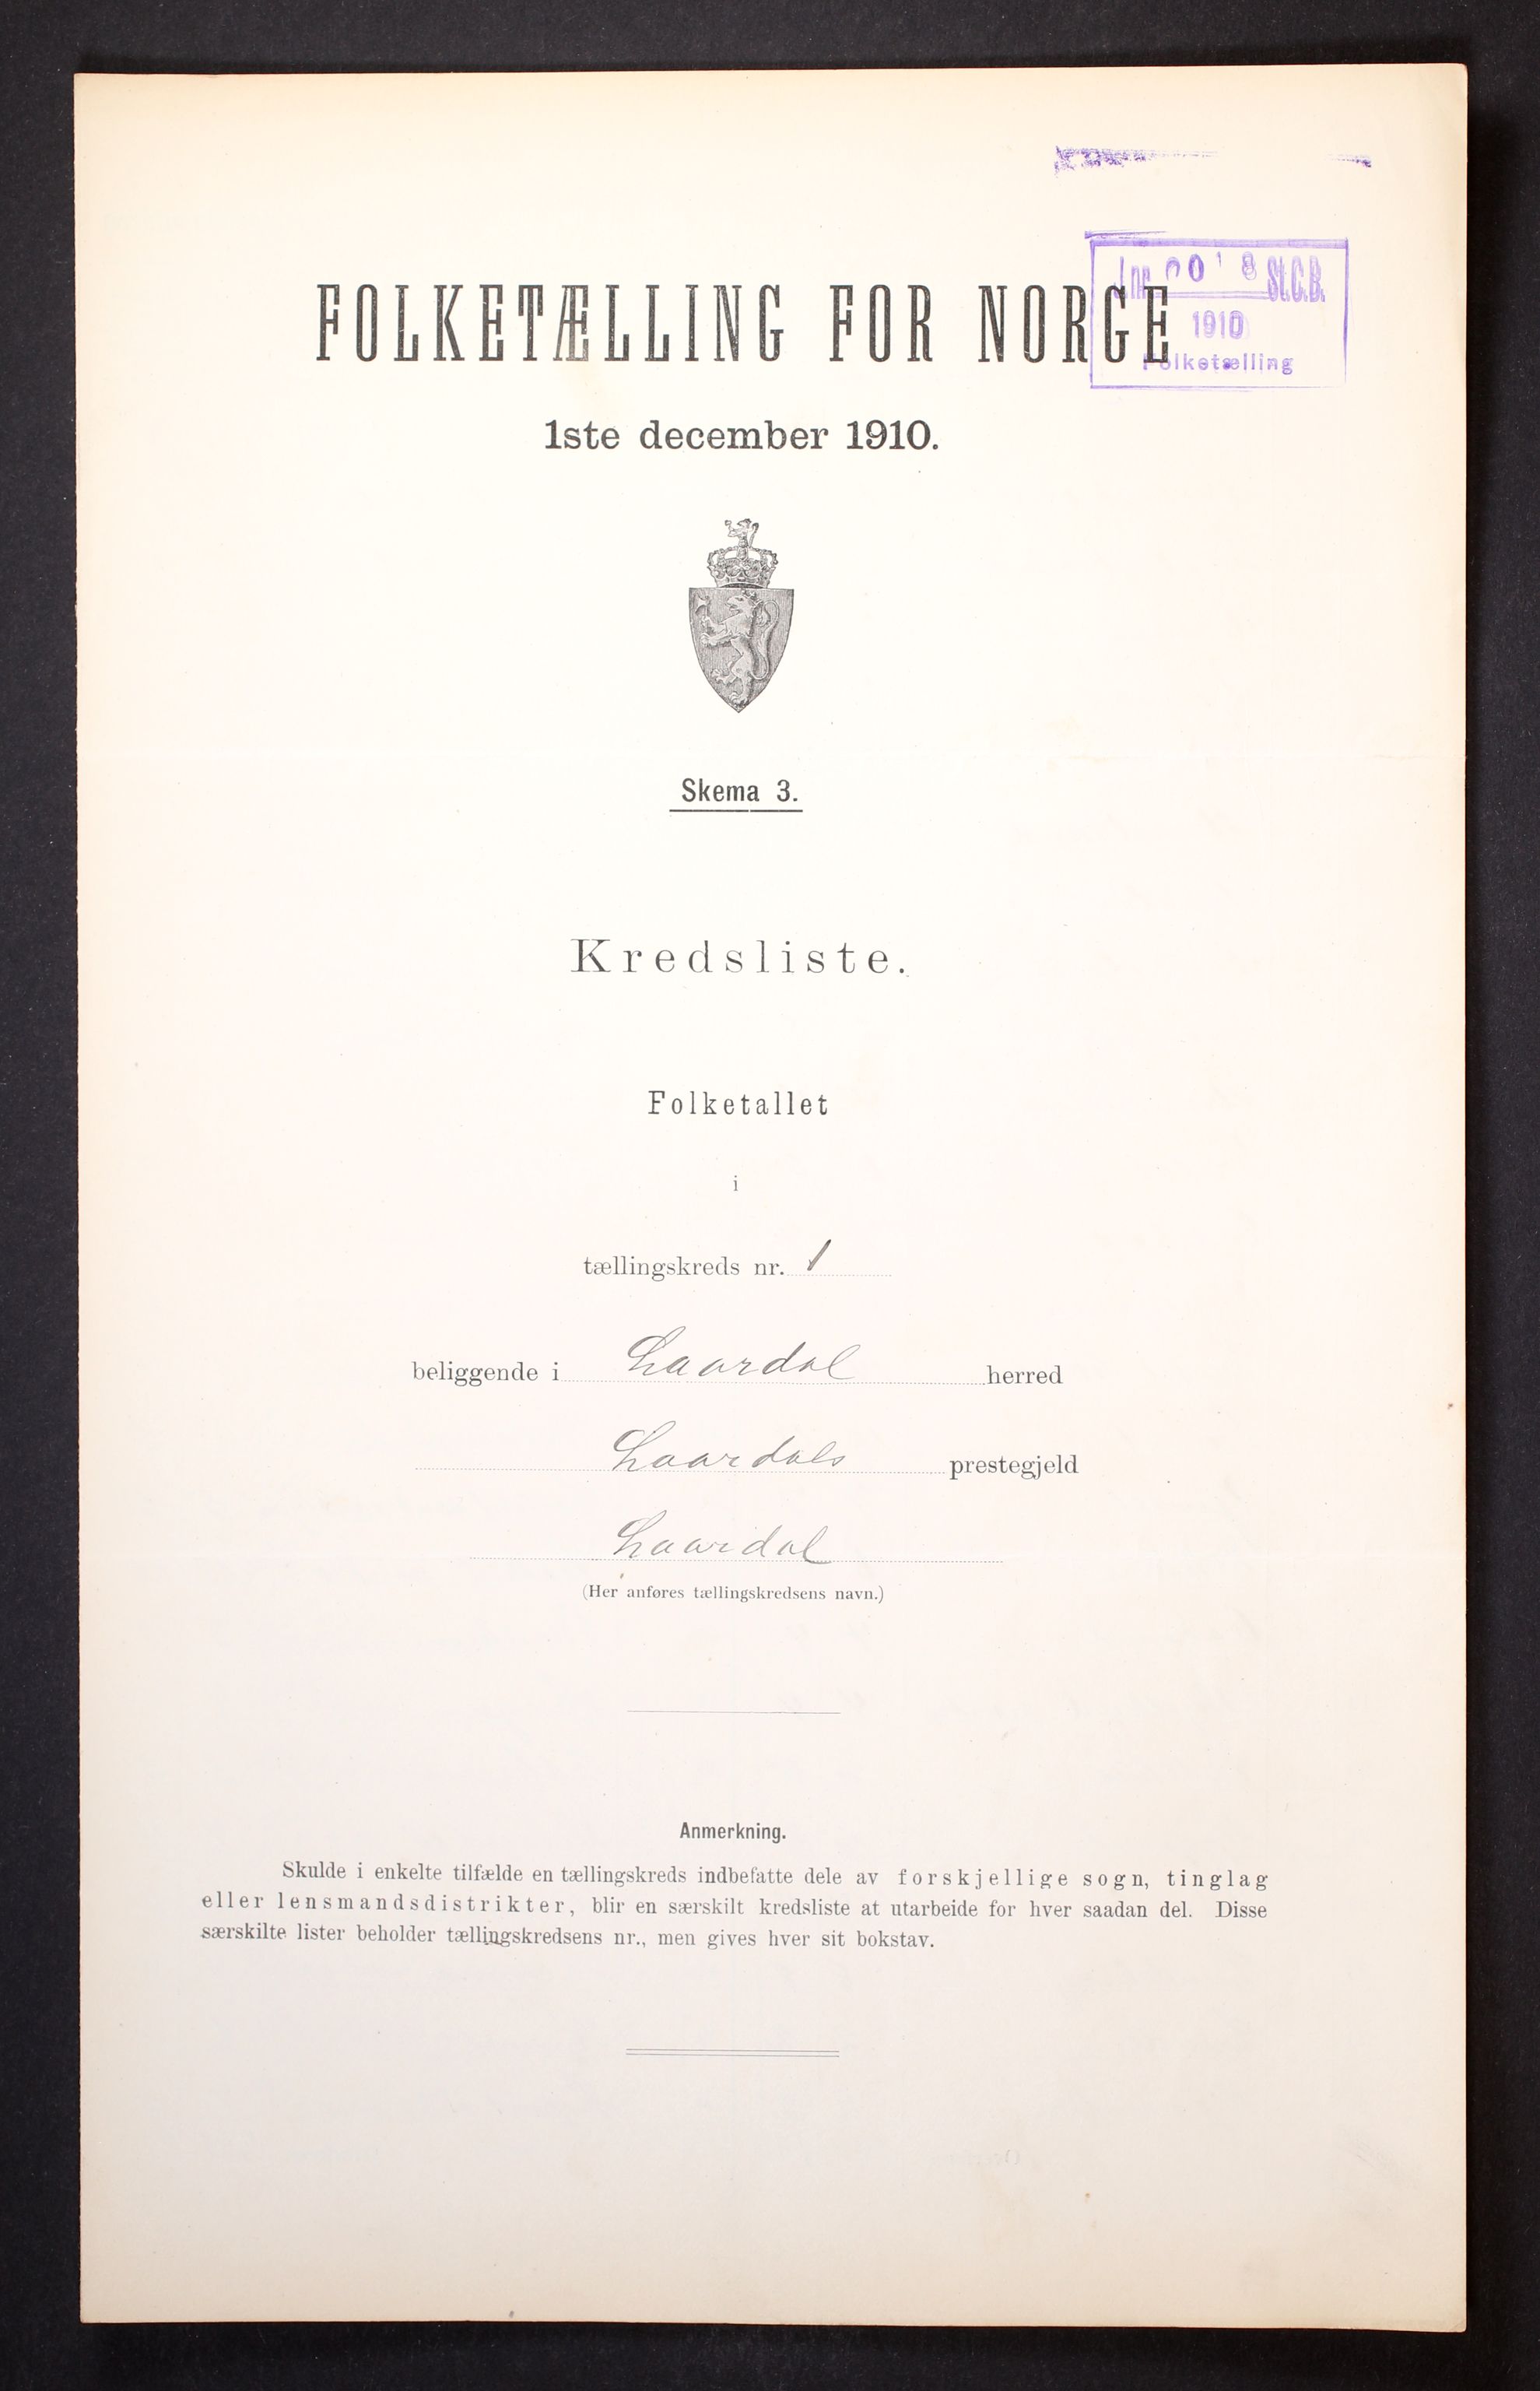 J.nr. St.C.B.
1910
Folketælling
FOLKETÆLLING FOR NORGE
1ste december 1910.
Skema 3.
Kredsliste.
Folketallet
i
tællingskreds nr. 1
beliggende i Laardal herred
Laardals prestegjeld
Laardal
(Her anføres tællingskredsens navn.)
Anmerkning.
Skulde i enkelte tilfælde en tællingskreds indbefatte dele av forskjellige sogn, tinglag
eller lensmandsdistrikter, blir en særskilt kredsliste at utarbeide for hver saadan del. Disse
særskilte lister beholder tællingskredsens nr., men gives hver sit bokstav.